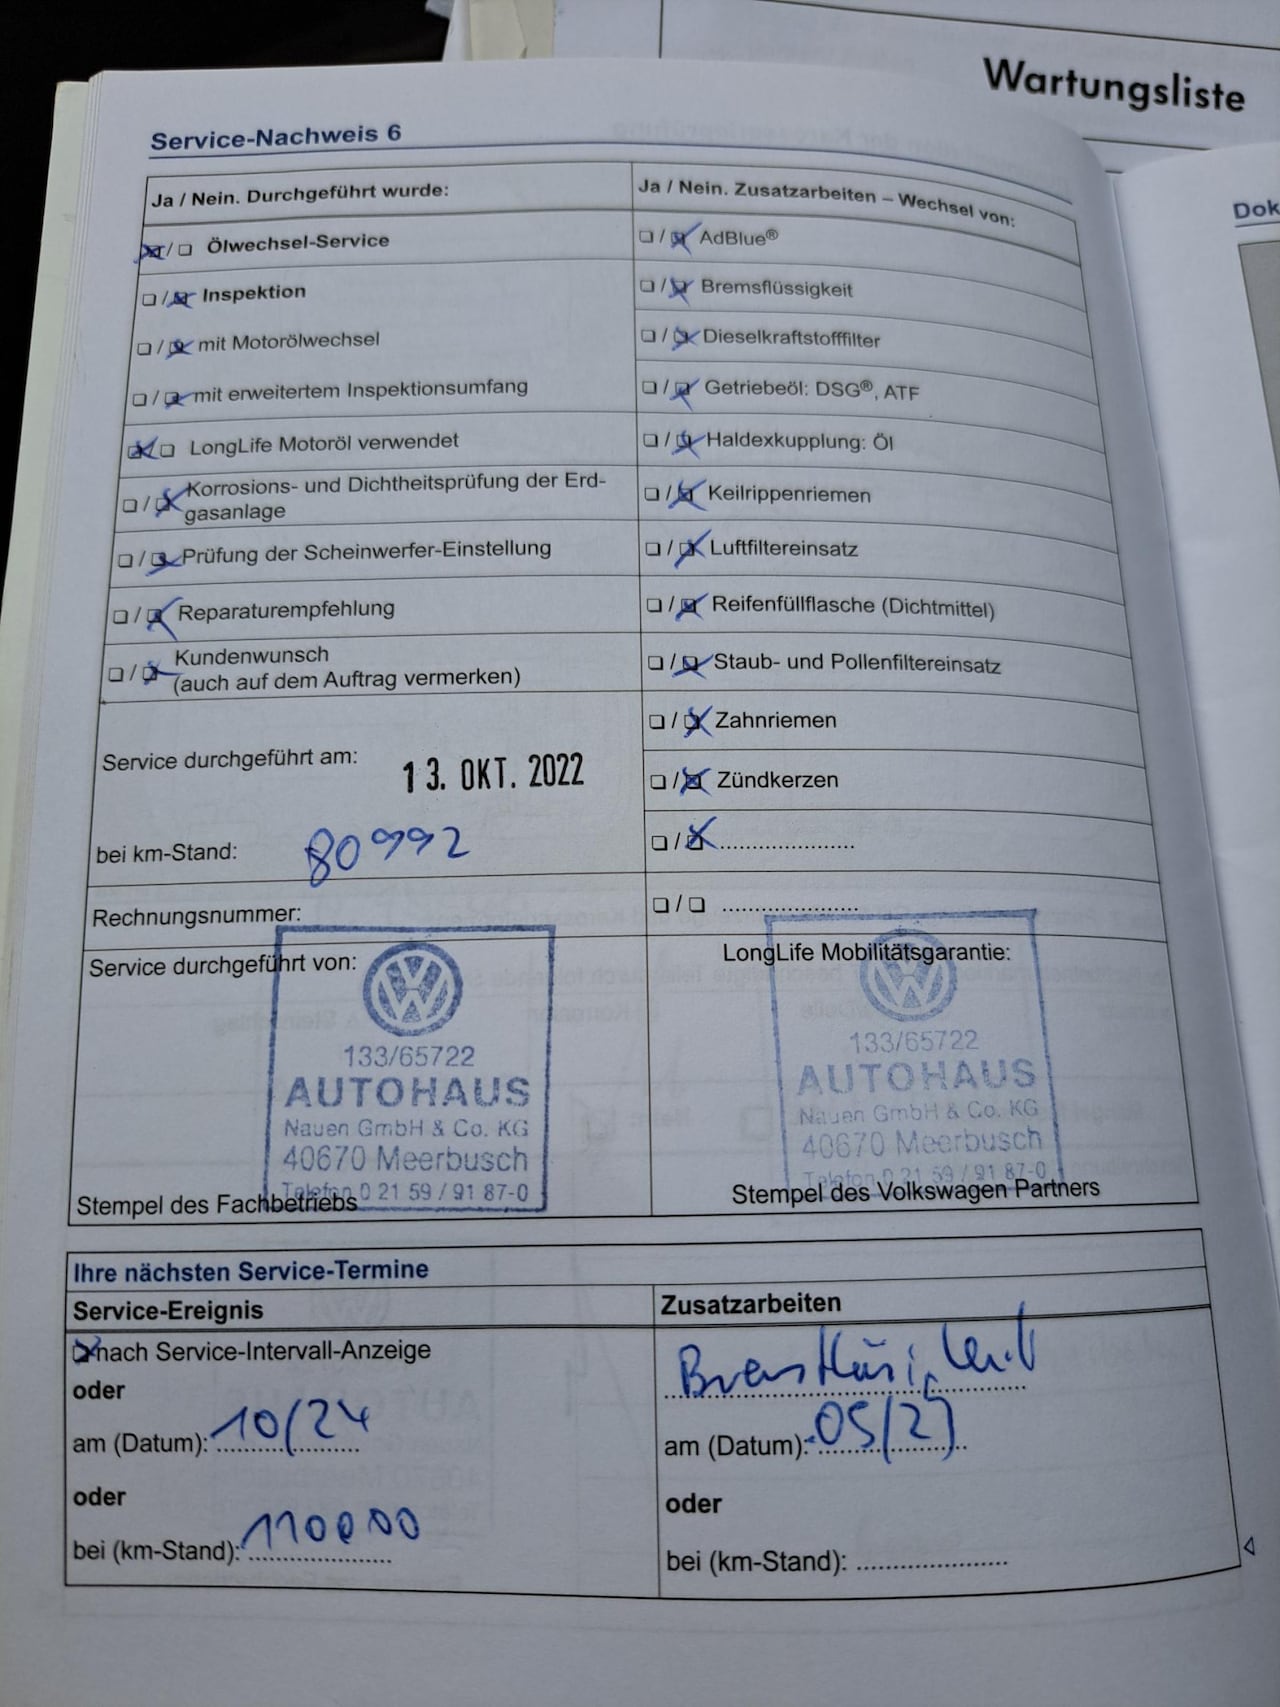 Wartungsliste
Service-Nachweis 6
Ja / Nein. Durchgeführt wurde:
Ölwechsel-Service
Inspektion
mit Motorölwechsel
mit erweitertem Inspektionsumfang
LongLife Motoröl verwendet
Korrosions- und Dichtheitsprüfung der Erd-
gasanlage
Prüfung der Scheinwerfer-Einstellung
Reparaturempfehlung
Kundenwunsch
(auch auf dem Auftrag vermerken)
Service durchgeführt am: 13. OKT. 2022
bei km-Stand: 80992
Rechnungsnummer:
Service durchgeführt von:
133/65722
AUTOHAUS
Nauen GmbH & Co. KG
40670 Meerbusch
Telefon 0 21 59 / 91 87-0
Stempel des Fachbetriebs
Ja / Nein. Zusatzarbeiten – Wechsel von:
AdBlue®
Bremsflüssigkeit
Dieselkraftstofffilter
Getriebeöl: DSG®, ATF
Haldexkupplung: Öl
Keilrippenriemen
Luftfiltereinsatz
Reifenfüllflasche (Dichtmittel)
Staub- und Pollenfiltereinsatz
Zahnriemen
Zündkerzen
LongLife Mobilitätsgarantie:
133/65722
AUTOHAUS
Nauen GmbH & Co. KG
40670 Meerbusch
Telefon 0 21 59 / 91 87-0
Stempel des Volkswagen Partners
Ihre nächsten Service-Termine
Service-Ereignis
nach Service-Intervall-Anzeige
oder
am (Datum): 10/24
oder
bei (km-Stand): 110000
Zusatzarbeiten
Bremsflüssigkeit
am (Datum): 05/23
oder
bei (km-Stand):
Dok